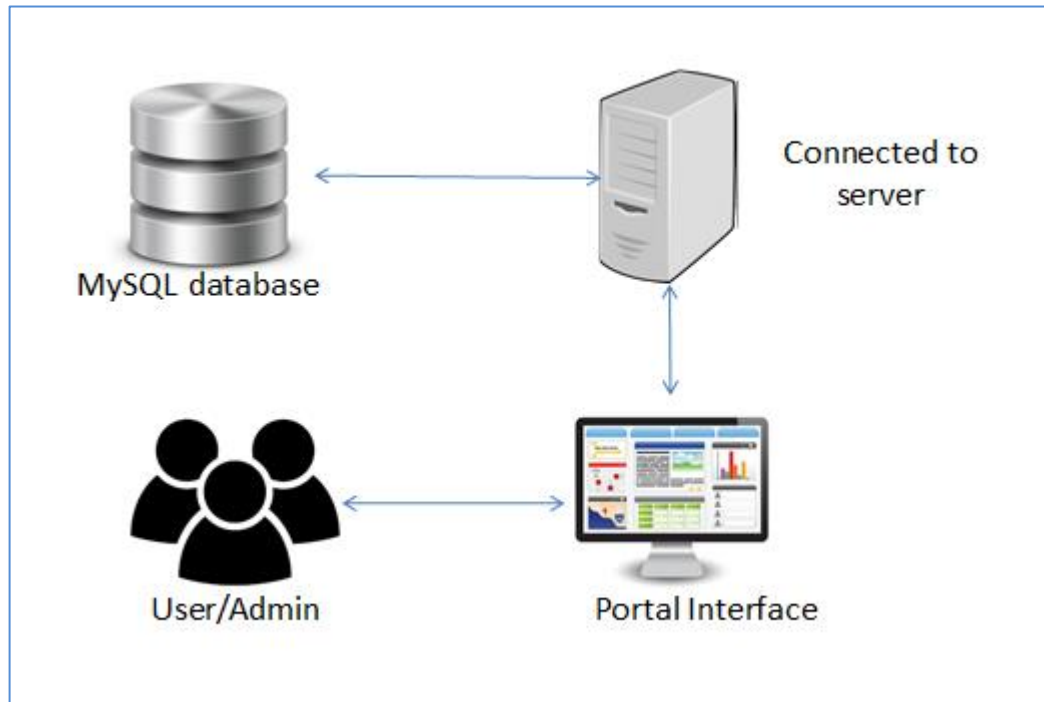 Connected to
server
MySQL database
User/Admin
Portal Interface